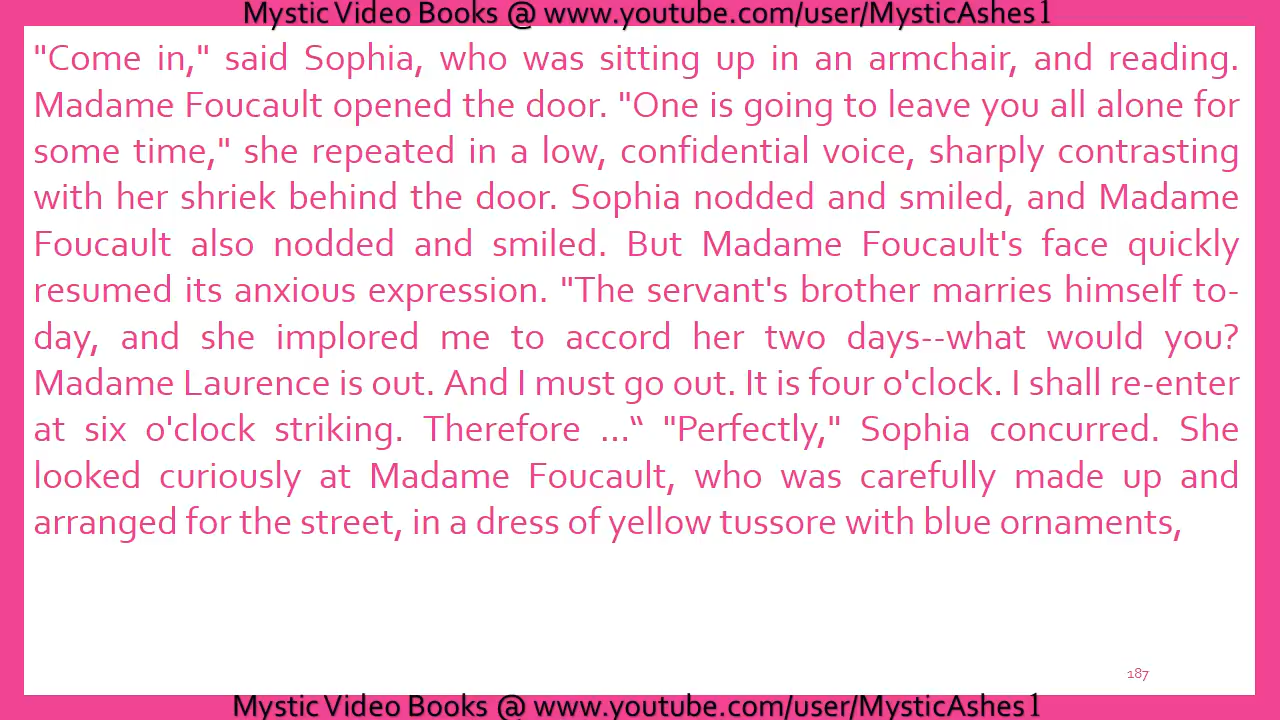 Mystic Video Books @ www.youtube.com/user/MysticAshes1
"Come in," said Sophia, who was sitting up in an armchair, and reading.
Madame Foucault opened the door. "One is going to leave you all alone for
some time," she repeated in a low, confidential voice, sharply contrasting
with her shriek behind the door. Sophia nodded and smiled, and Madame
Foucault also nodded and smiled. But Madame Foucault's face quickly
resumed its anxious expression. "The servant's brother marries himself to-
day, and she implored me to accord her two days--what would you?
Madame Laurence is out. And I must go out. It is four o'clock. I shall re-enter
at six o'clock striking. Therefore ...“ "Perfectly," Sophia concurred. She
looked curiously at Madame Foucault, who was carefully made up and
arranged for the street, in a dress of yellow tussore with blue ornaments,
187
Mystic Video Books @ www.youtube.com/user/MysticAshes1